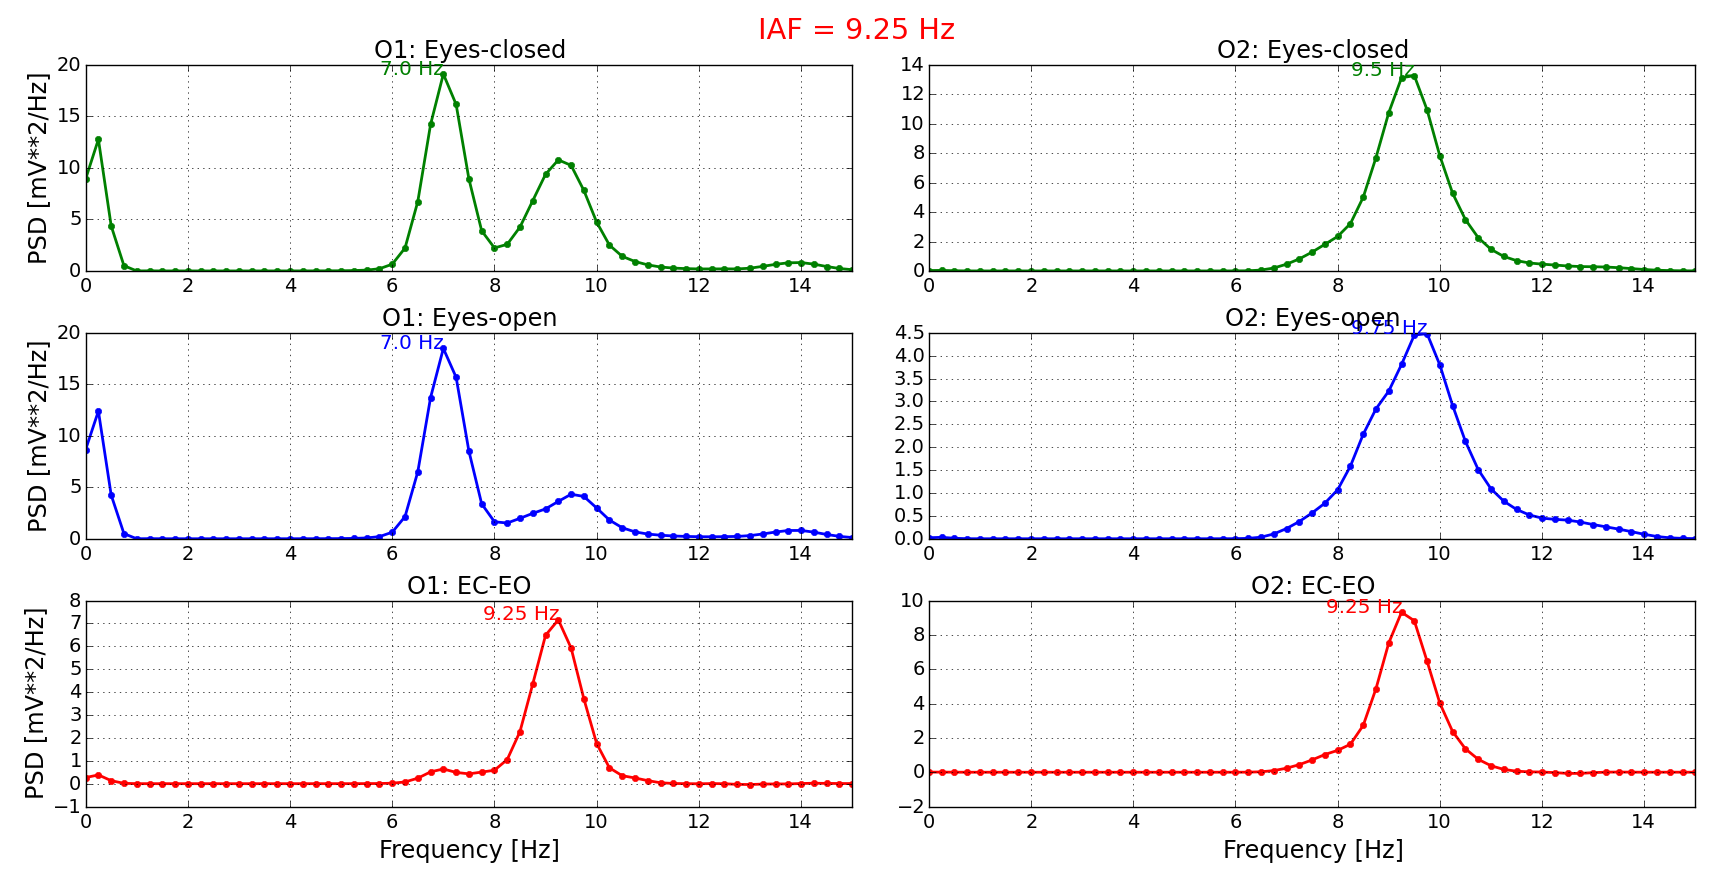 IAF = 9.25 Hz
O1: Eyes-closed
7.0 Hz
PSD [mV**2/Hz]
20
15
10
5
0
0 2 4 6 8 10 12 14
O2: Eyes-closed
9.5 Hz
14
12
10
8
6
4
2
0
0 2 4 6 8 10 12 14
O1: Eyes-open
7.0 Hz
PSD [mV**2/Hz]
20
15
10
5
0
0 2 4 6 8 10 12 14
O2: Eyes-open
9.75 Hz
4.5
4.0
3.5
3.0
2.5
2.0
1.5
1.0
0.5
0.0
0 2 4 6 8 10 12 14
O1: EC-EO
9.25 Hz
PSD [mV**2/Hz]
8
7
6
5
4
3
2
1
0
−1
0 2 4 6 8 10 12 14
Frequency [Hz]
O2: EC-EO
9.25 Hz
10
8
6
4
2
0
−2
0 2 4 6 8 10 12 14
Frequency [Hz]